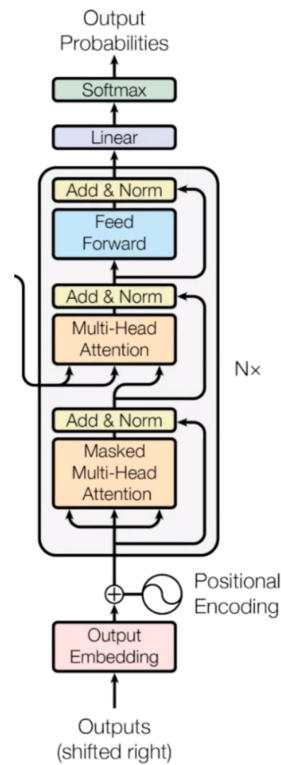 Output
Probabilities
Softmax
Linear
Add & Norm
Feed
Forward
Add & Norm
Multi-Head
Attention
N×
Add & Norm
Masked
Multi-Head
Attention
Positional
Encoding
Output
Embedding
Outputs
(shifted right)